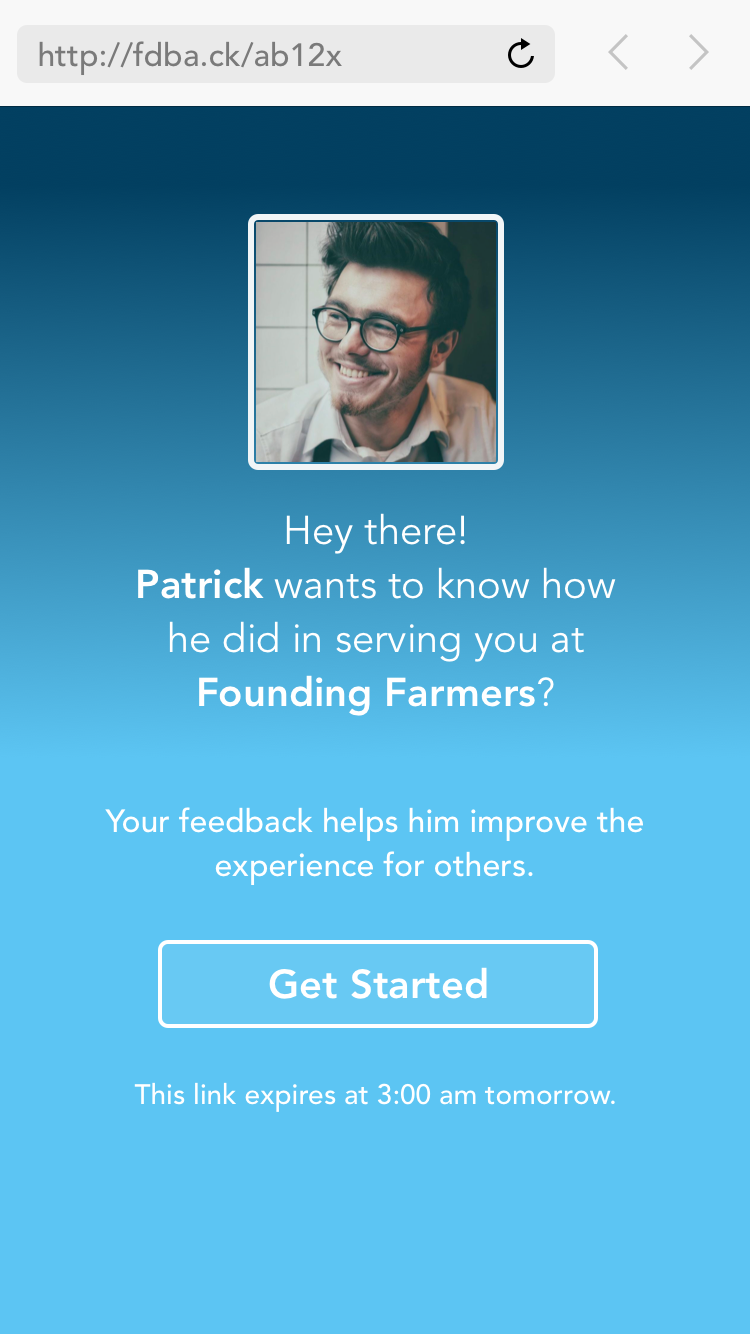 http://fdba.ck/ab12x
Hey there!
Patrick wants to know how
he did in serving you at
Founding Farmers?
Your feedback helps him improve the
experience for others.
Get Started
This link expires at 3:00 am tomorrow.